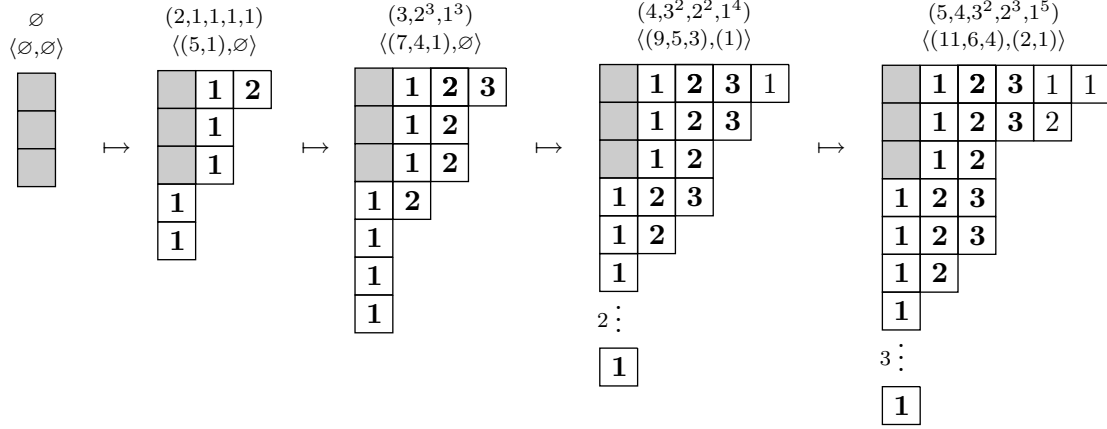 ∅ (2,1,1,1,1) (3,2³,1³) (4,3²,2²,1⁴) (5,4,3²,2³,1⁵)
⟨∅,∅⟩ ⟨(5,1),∅⟩ ⟨(7,4,1),∅⟩ ⟨(9,5,3),(1)⟩ ⟨(11,6,4),(2,1)⟩
1 2 1 2 3 1 2 3 1 1 2 3 1 1
1 1 2 1 2 3 1 2 3 2
↦ ↦ ↦ ↦
1 1 2 1 2 1 2
1 1 2 1 2 3 1 2 3
1 1 1 2 1 2 3
1 1 1 2
1 2 ⋮ 1
3 ⋮
1
1